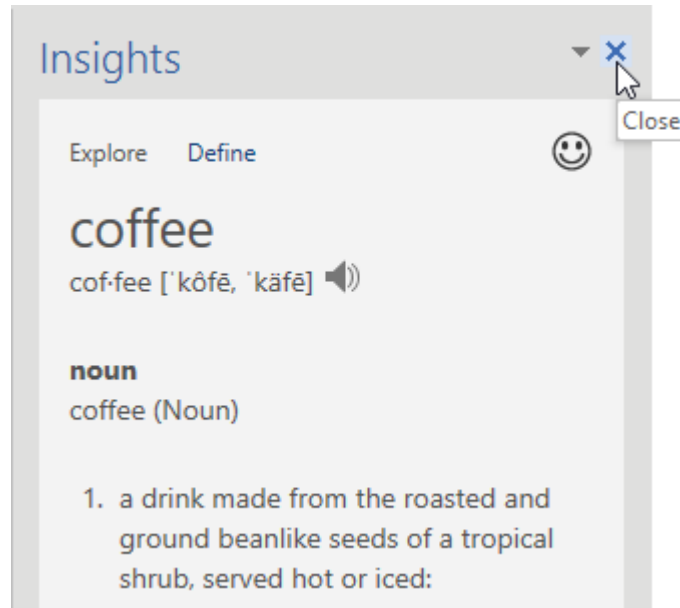 Insights
Close
Explore Define
coffee
cof·fee [ˈkôfē, ˈkäfē]
noun
coffee (Noun)
1. a drink made from the roasted and
ground beanlike seeds of a tropical
shrub, served hot or iced: